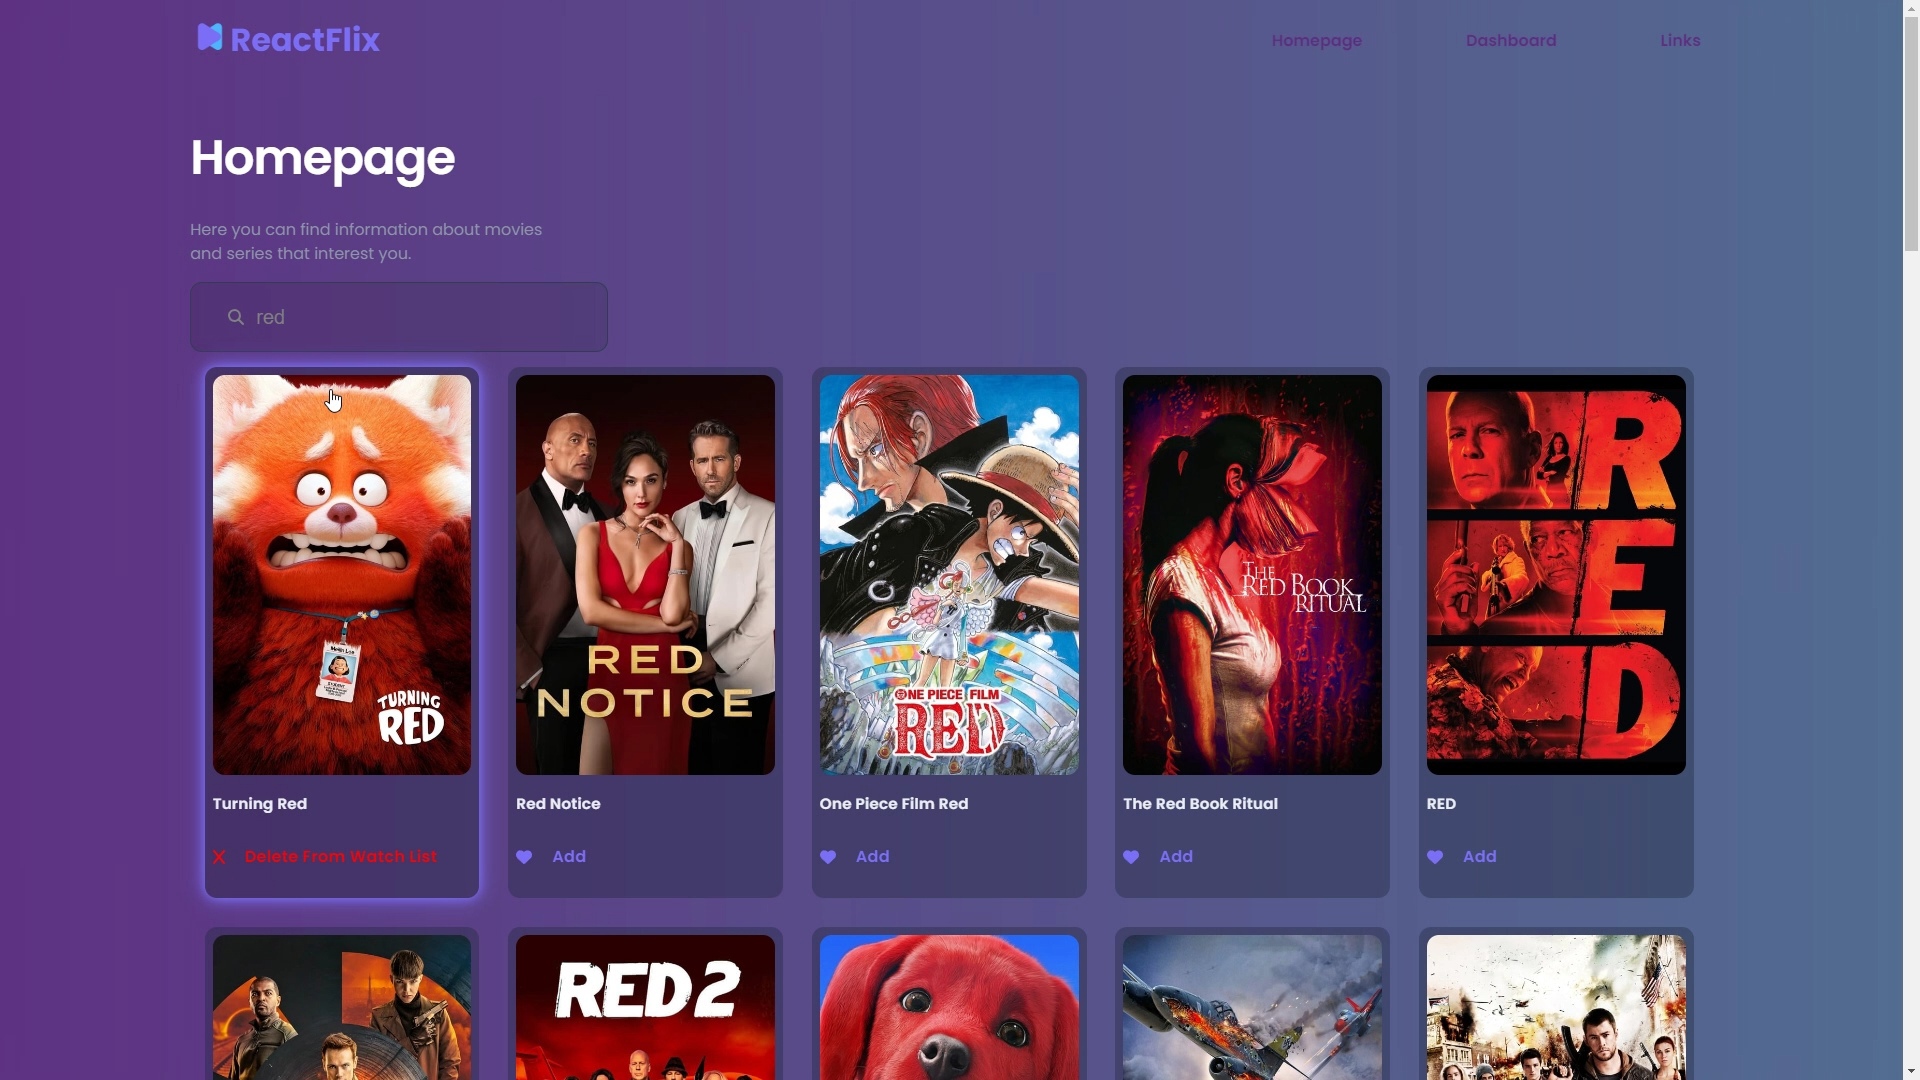 ReactFlix
Homepage
Dashboard
Links
Homepage
Here you can find information about movies
and series that interest you.
red
TURNING
RED
RED
NOTICE
ONE PIECE FILM
RED
THE
RED BOOK
RITUAL
RED
Turning Red
Red Notice
One Piece Film Red
The Red Book Ritual
RED
Delete From Watch List
Add
Add
Add
Add
RED 2